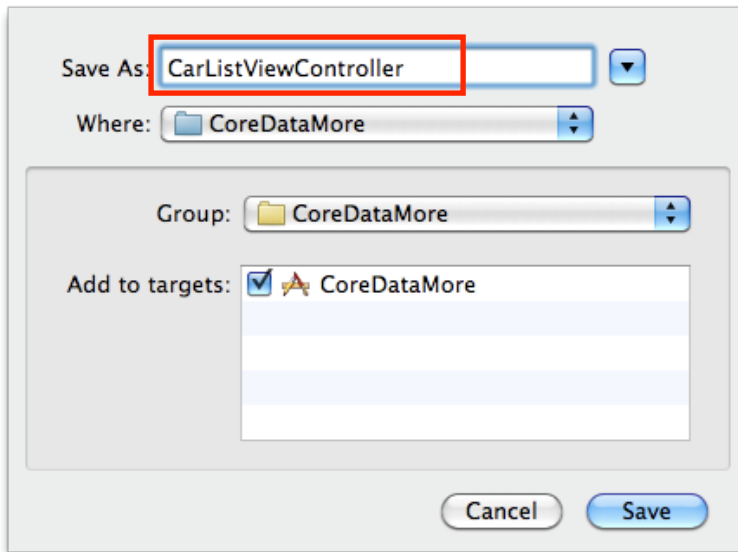 Save As: CarListViewController
Where: CoreDataMore
Group: CoreDataMore
Add to targets: CoreDataMore
Cancel Save